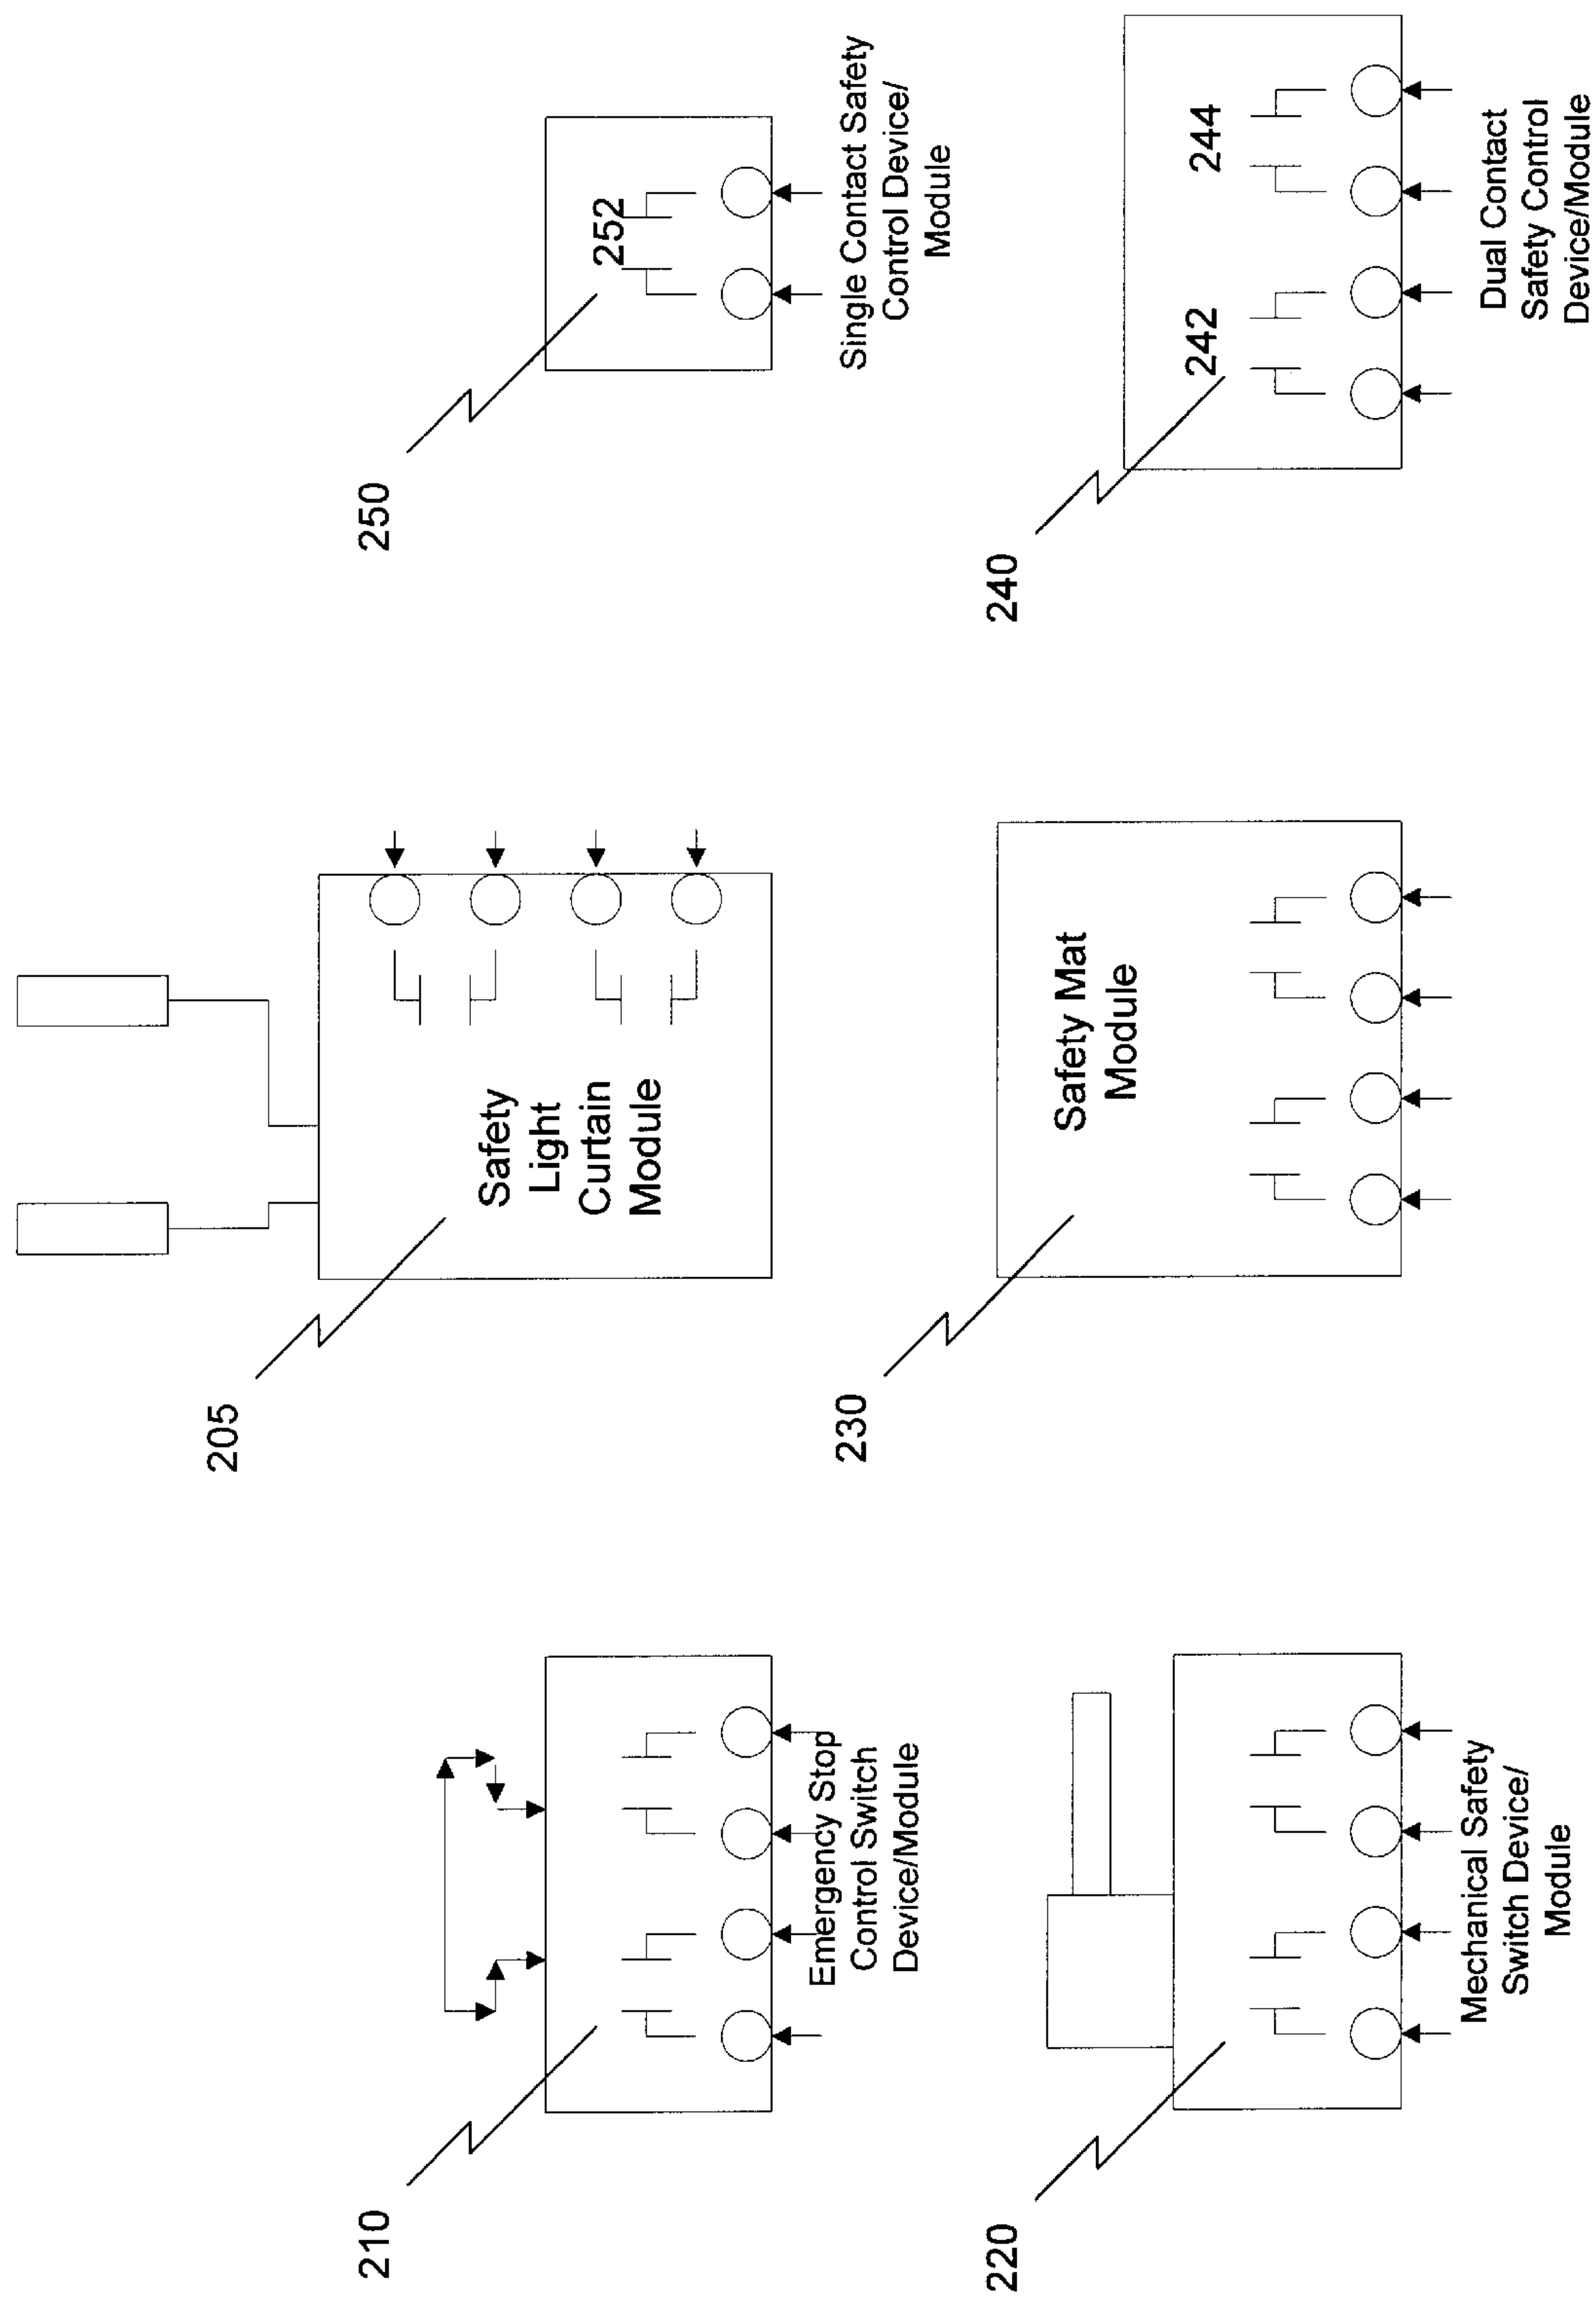 250
252
Single Contact Safety
Control Device/
Module
240
242
244
Dual Contact
Safety Control
Device/Module
205
Safety
Light
Curtain
Module
230
Safety Mat
Module
210
Emergency Stop
Control Switch
Device/Module
220
Mechanical Safety
Switch Device/
Module